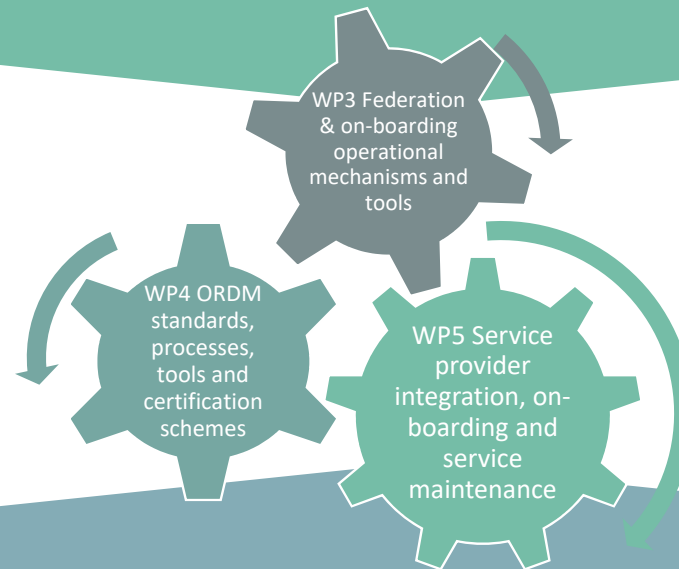 WP3 Federation
& on-boarding
operational
mechanisms and
tools
WP4 ORDM
standards,
processes,
tools and
certification
schemes
WP5 Service
provider
integration, on-
boarding and
service
maintenance